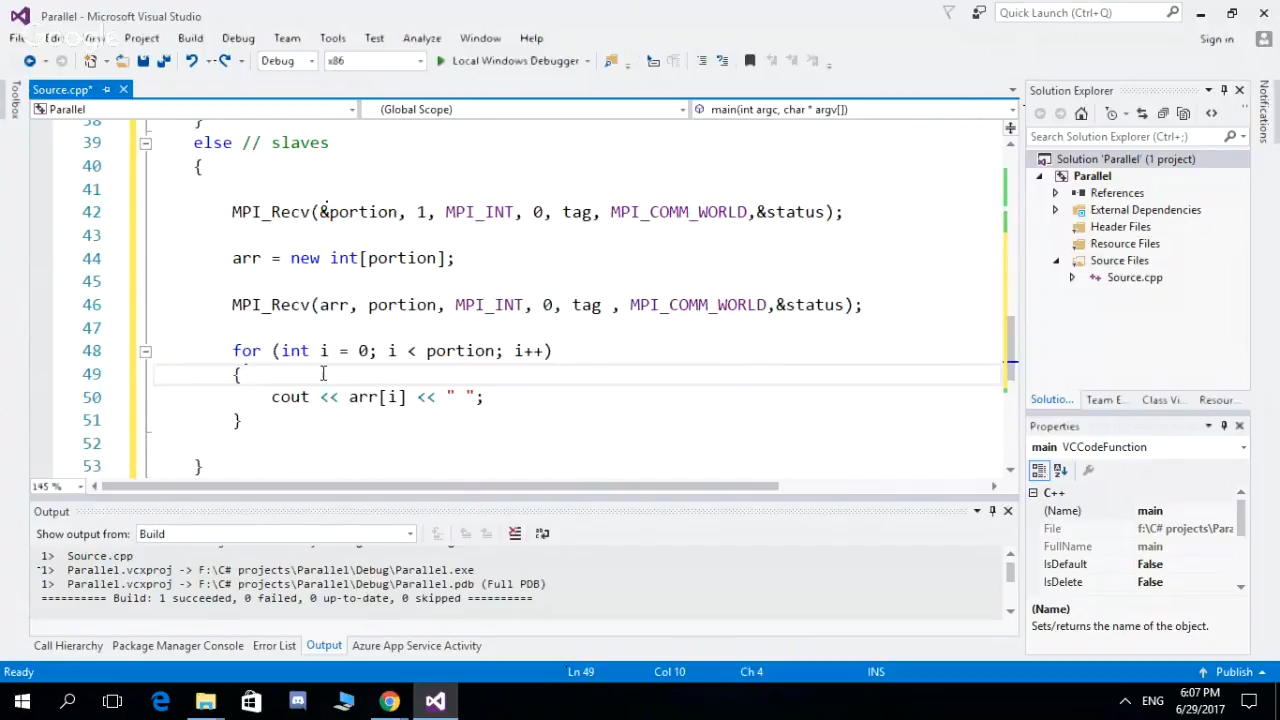 Parallel - Microsoft Visual Studio
Quick Launch (Ctrl+Q)
Google
File Edit View Project Build Debug Team Tools Test Analyze Window Help
Sign in
Debug x86 Local Windows Debugger
Source.cpp*
Parallel (Global Scope) main(int argc, char * argv[])
Toolbox
Notifications
38 }
39 else // slaves
40 {
41
42 MPI_Recv(&portion, 1, MPI_INT, 0, tag, MPI_COMM_WORLD,&status);
43
44 arr = new int[portion];
45
46 MPI_Recv(arr, portion, MPI_INT, 0, tag , MPI_COMM_WORLD,&status);
47
48 for (int i = 0; i < portion; i++)
49 {
50 cout << arr[i] << " ";
51 }
52
53 }
145 %
Solution Explorer
Search Solution Explorer (Ctrl+;)
Solution 'Parallel' (1 project)
Parallel
References
External Dependencies
Header Files
Resource Files
Source Files
Source.cpp
Solutio... Team E... Class Vi... Resour...
Properties
main VCCodeFunction
C++
(Name) main
File f:\C# projects\Para
FullName main
IsDefault False
IsDelete False
(Name)
Sets/returns the name of the object.
Output
Show output from: Build
1> Source.cpp
1> Parallel.vcxproj -> F:\C# projects\Parallel\Debug\Parallel.exe
1> Parallel.vcxproj -> F:\C# projects\Parallel\Debug\Parallel.pdb (Full PDB)
========== Build: 1 succeeded, 0 failed, 0 up-to-date, 0 skipped ==========
Call Hierarchy Package Manager Console Error List Output Azure App Service Activity
Ready Ln 49 Col 10 Ch 4 INS Publish
ENG
6:07 PM
6/29/2017